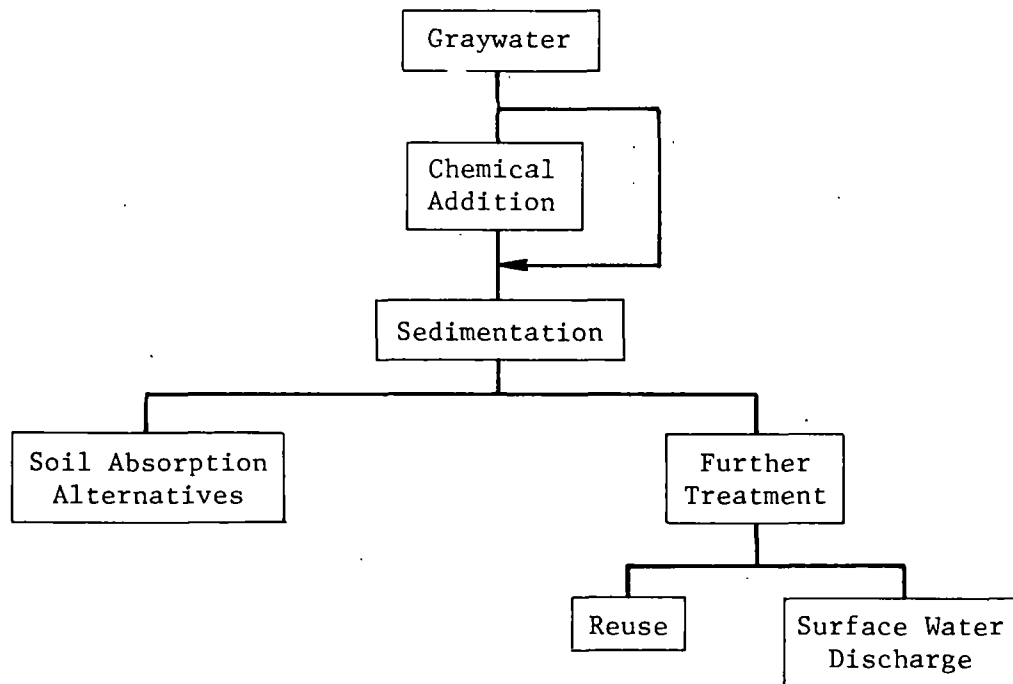 Graywater
Chemical
Addition
Sedimentation
Soil Absorption
Alternatives
Further
Treatment
Reuse
Surface Water
Discharge